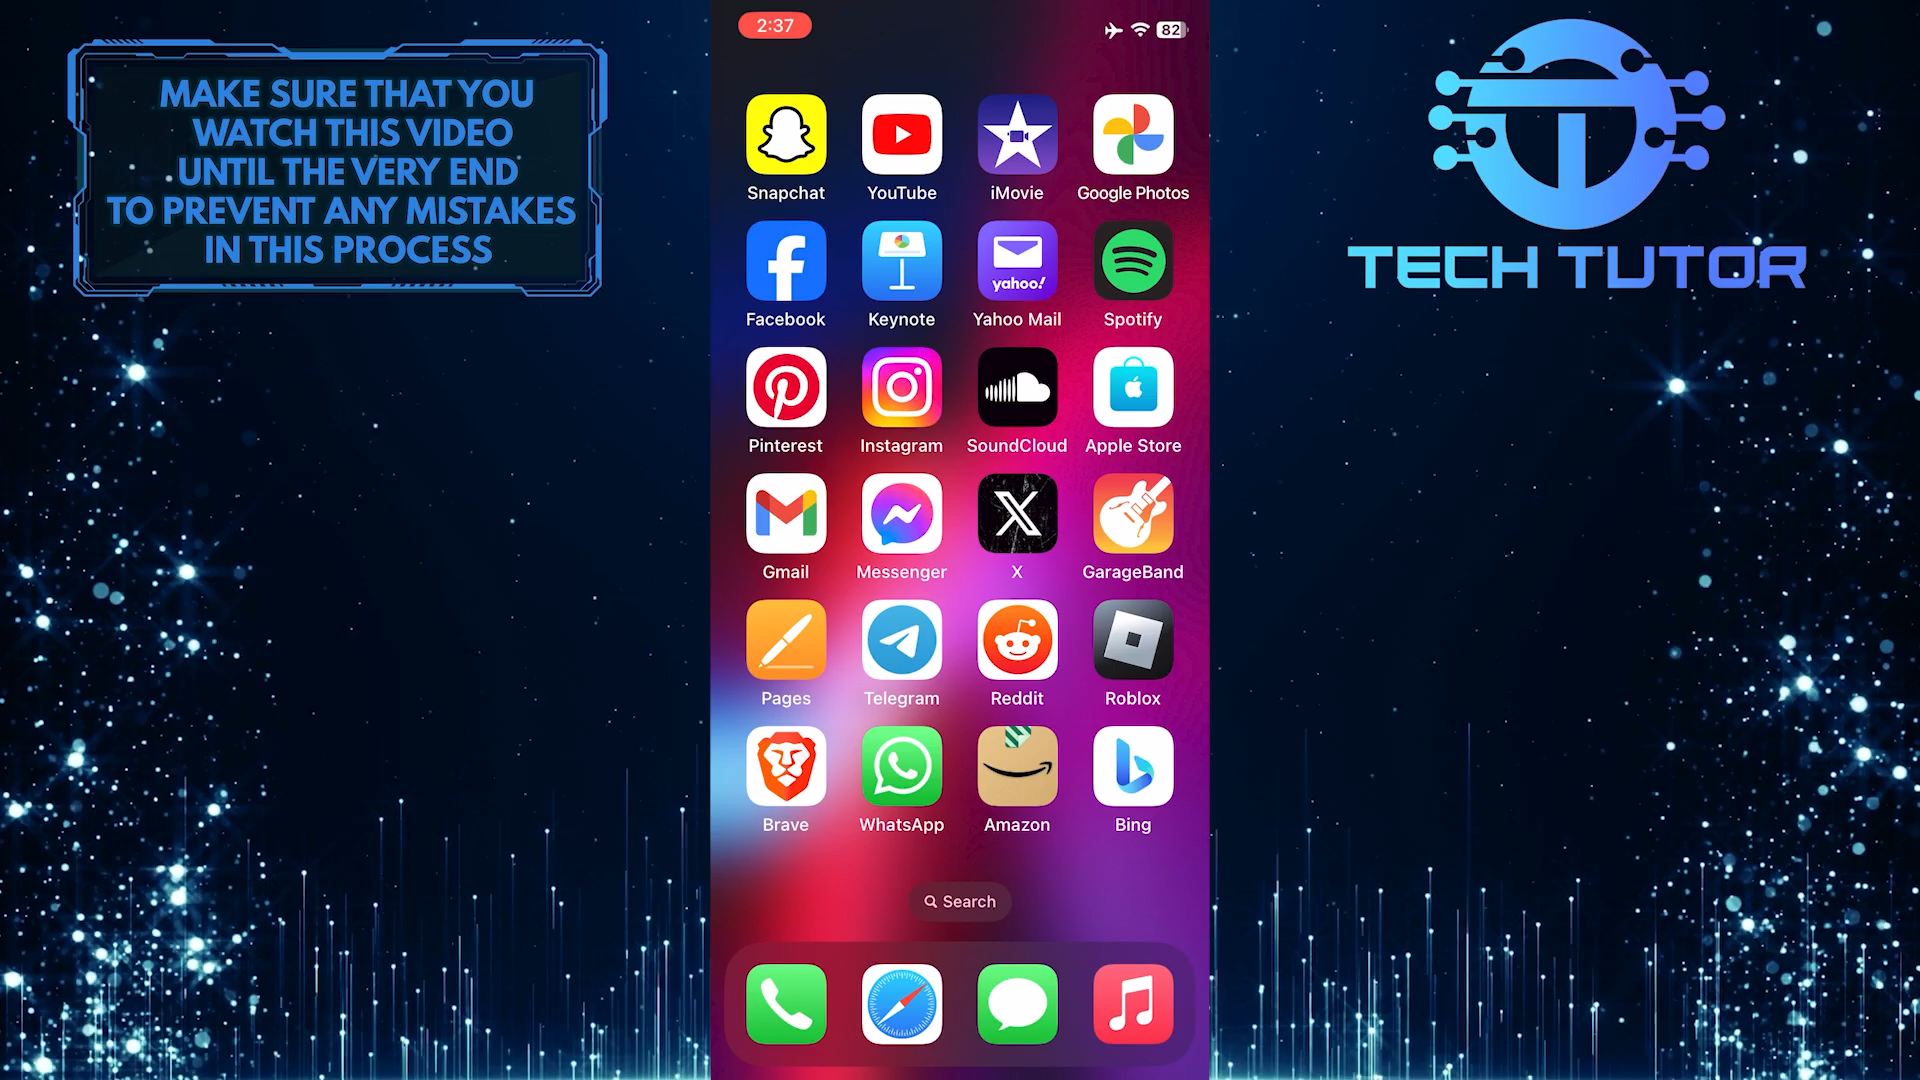 MAKE SURE THAT YOU
WATCH THIS VIDEO
UNTIL THE VERY END
TO PREVENT ANY MISTAKES
IN THIS PROCESS
2:37
82
Snapchat
YouTube
iMovie
Google Photos
yahoo!
Facebook
Keynote
Yahoo Mail
Spotify
Pinterest
Instagram
SoundCloud
Apple Store
Gmail
Messenger
X
GarageBand
Pages
Telegram
Reddit
Roblox
Brave
WhatsApp
Amazon
Bing
Search
TECH TUTOR